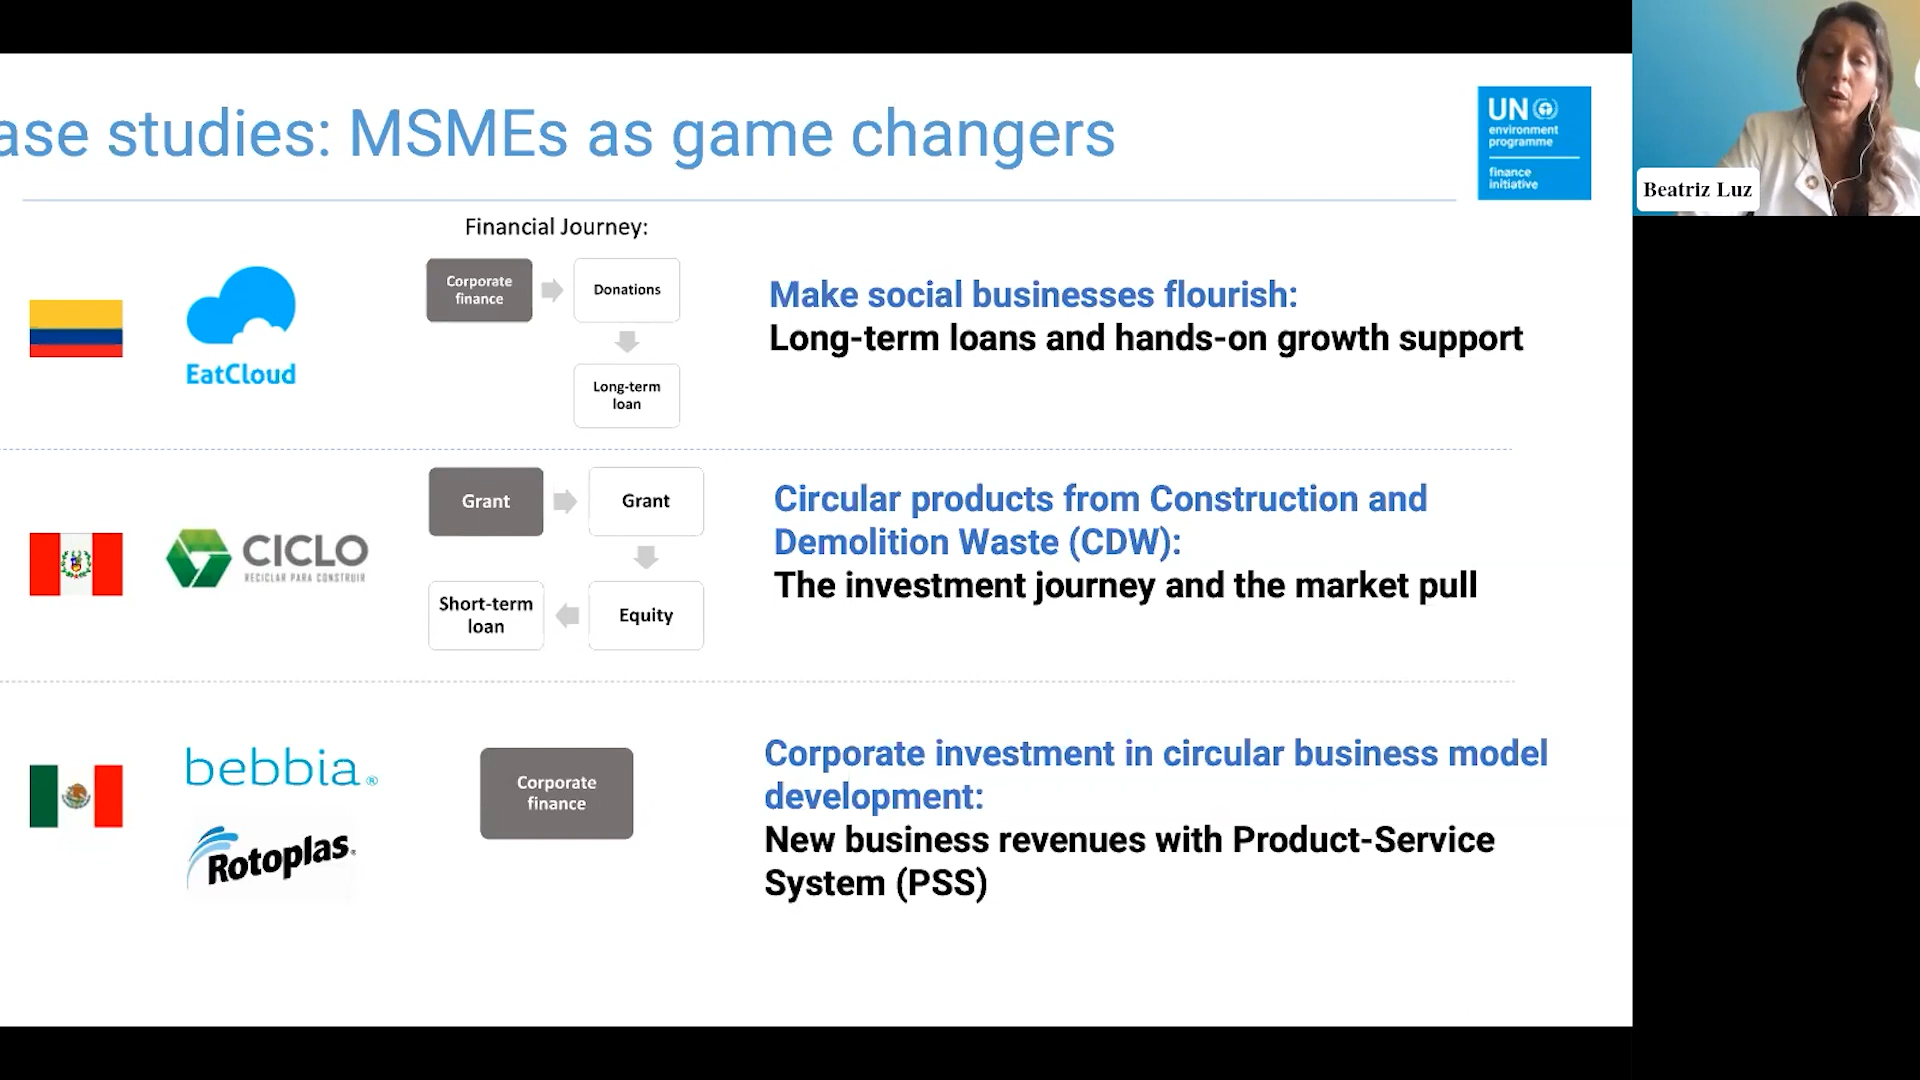 ase studies: MSMEs as game changers
UN
environment
programme
finance
initiative
Beatriz Luz
Financial Journey:
EatCloud
Corporate
finance
Donations
Long-term
loan
Make social businesses flourish:
Long-term loans and hands-on growth support
CICLO
RECICLAR PARA CONSTRUIR
Grant
Grant
Short-term
loan
Equity
Circular products from Construction and
Demolition Waste (CDW):
The investment journey and the market pull
bebbia®
Rotoplas
Corporate
finance
Corporate investment in circular business model
development:
New business revenues with Product-Service
System (PSS)